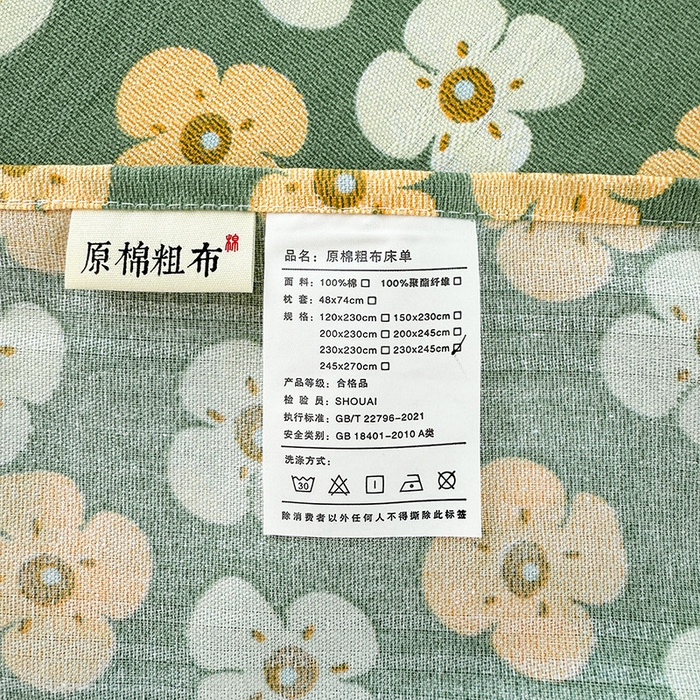 原棉粗布
棉
品名：原棉粗布床单
面 料：100%棉□ 100%聚酯纤维□
枕 套：48x74cm□
规 格：120x230cm□ 150x230cm□
200x230cm□ 200x245cm□
230x230cm□ 230x245cm☑
245x270cm□
产品等级：合格品
检 验 员：SHOUAI
执行标准：GB/T 22796-2021
安全类别：GB 18401-2010 A类
洗涤方式：
30
除消费者以外任何人不得撕除此标签